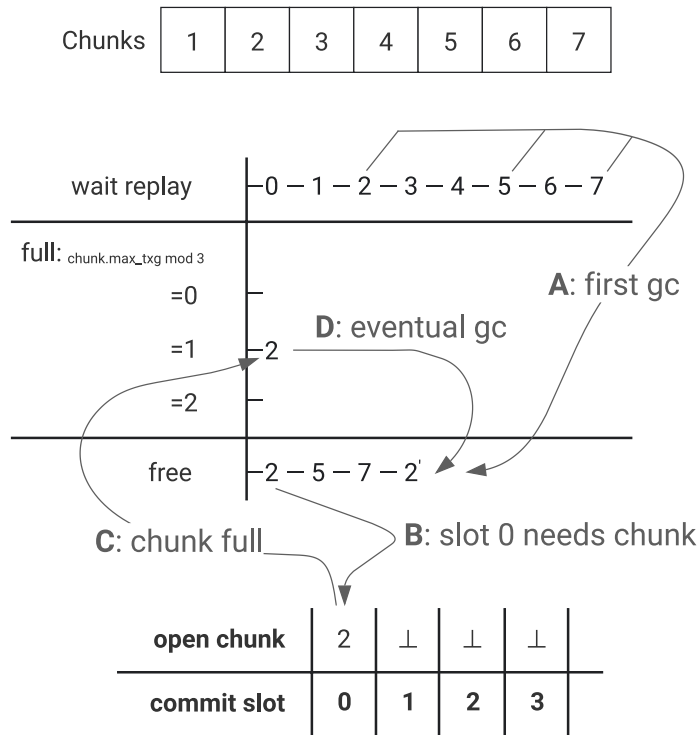 Chunks 1 2 3 4 5 6 7
wait replay 0 – 1 – 2 – 3 – 4 – 5 – 6 – 7
full: chunk.max_txg mod 3
A: first gc
=0
D: eventual gc
=1 2
=2
free 2 – 5 – 7 – 2'
C: chunk full
B: slot 0 needs chunk
open chunk 2 ⊥ ⊥ ⊥
commit slot 0 1 2 3